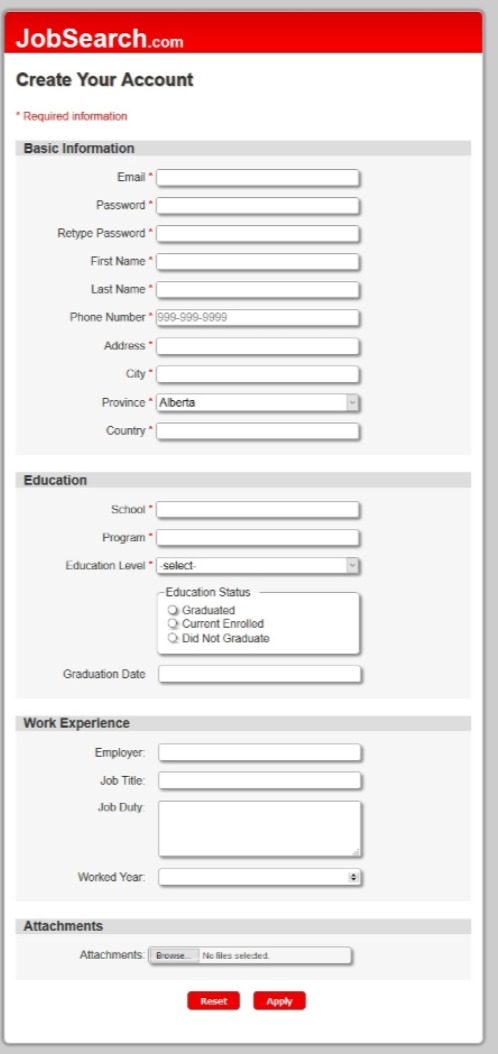 JobSearch.com
Create Your Account
* Required information
Basic Information
Email *
Password *
Retype Password *
First Name *
Last Name *
Phone Number * 999-999-9999
Address *
City *
Province * Alberta
Country *
Education
School *
Program *
Education Level * -select-
Education Status
Graduated
Current Enrolled
Did Not Graduate
Graduation Date
Work Experience
Employer:
Job Title:
Job Duty:
Worked Year:
Attachments
Attachments: Browse... No files selected.
Reset Apply